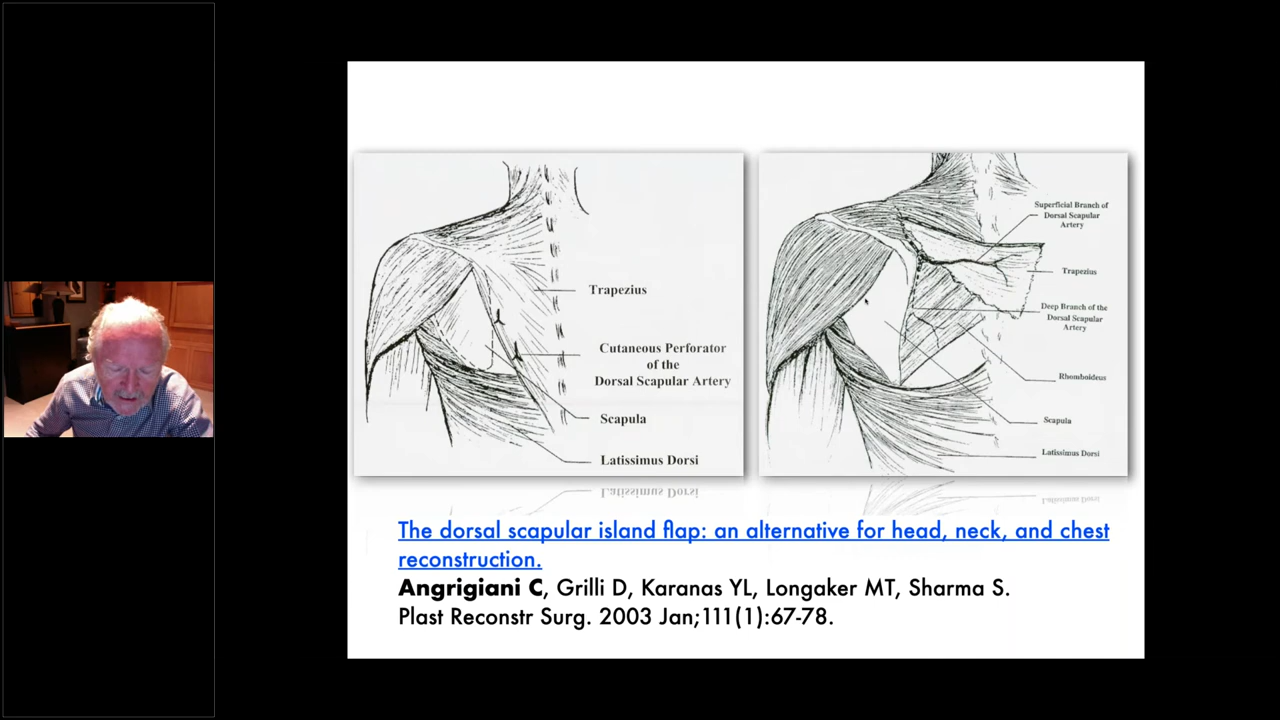 Trapezius
Cutaneous Perforator
of the
Dorsal Scapular Artery
Scapula
Latissimus Dorsi
Superficial Branch of
Dorsal Scapular
Artery
Trapezius
Deep Branch of the
Dorsal Scapular
Artery
Rhomboideus
Scapula
Latissimus Dorsi
The dorsal scapular island flap: an alternative for head, neck, and chest
reconstruction.
Angrigiani C, Grilli D, Karanas YL, Longaker MT, Sharma S.
Plast Reconstr Surg. 2003 Jan;111(1):67-78.